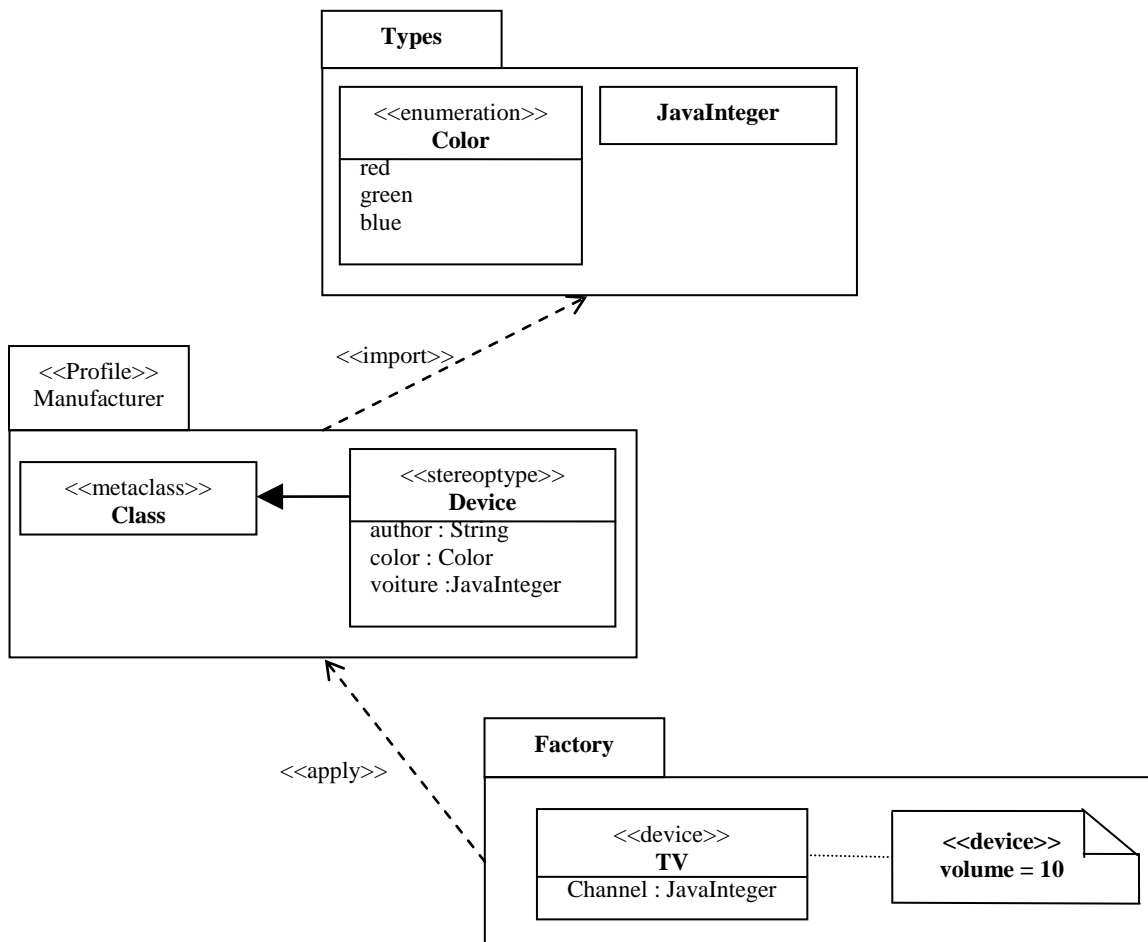 Types
<<enumeration>>
Color
red
green
blue
JavaInteger
<<import>>
<<Profile>>
Manufacturer
<<metaclass>>
Class
<<stereoptype>>
Device
author : String
color : Color
voiture :JavaInteger
<<apply>>
Factory
<<device>>
TV
Channel : JavaInteger
<<device>>
volume = 10